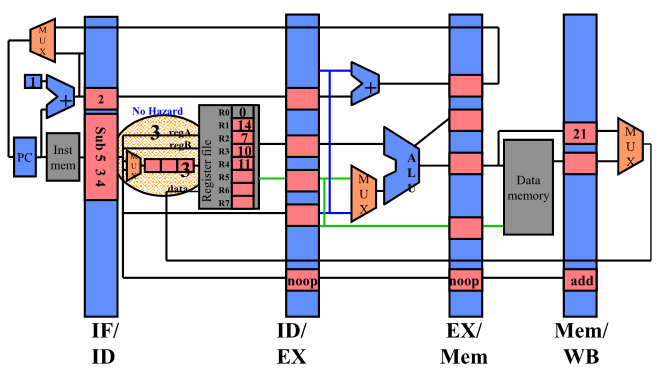 M
U
X
1
+
PC
Inst
mem
2
Sub 5 3 4
No Hazard
3
regA
regB
M
U
3
data
Register file
R0 0
R1 14
R2 7
R3 10
R4 11
R5
R6
R7
+
M
U
X
A
L
U
Data
memory
21
M
U
X
noop
noop
add
IF/
ID
ID/
EX
EX/
Mem
Mem/
WB